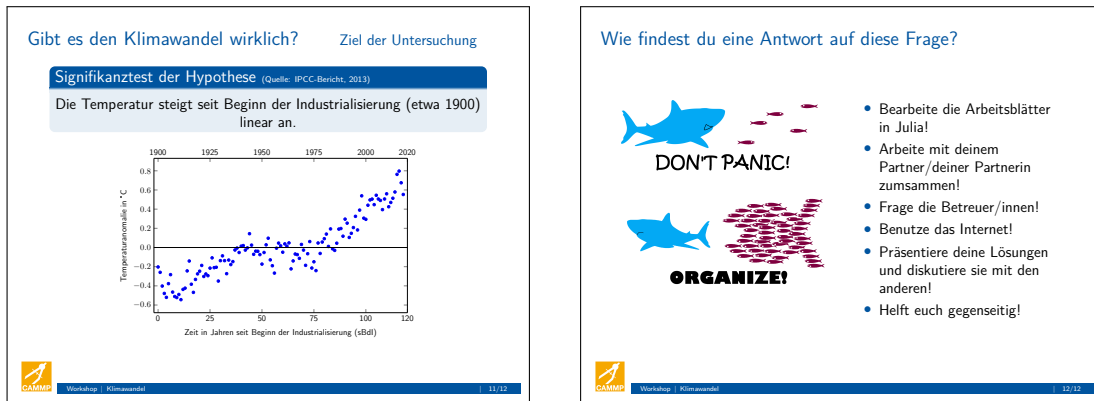 Gibt es den Klimawandel wirklich? Ziel der Untersuchung
Signifikanztest der Hypothese (Quelle: IPCC-Bericht, 2013)
Die Temperatur steigt seit Beginn der Industrialisierung (etwa 1900)
linear an.
1900 1925 1950 1975 2000 2020
0.8
0.6
0.4
0.2
0.0
−0.2
−0.4
−0.6
Temperaturanomalie in °C
0 25 50 75 100 120
Zeit in Jahren seit Beginn der Industrialisierung (sBdI)
CAMMP
Workshop | Klimawandel | 11/12
Wie findest du eine Antwort auf diese Frage?
DON'T PANIC!
ORGANIZE!
• Bearbeite die Arbeitsblätter
in Julia!
• Arbeite mit deinem
Partner/deiner Partnerin
zumsammen!
• Frage die Betreuer/innen!
• Benutze das Internet!
• Präsentiere deine Lösungen
und diskutiere sie mit den
anderen!
• Helft euch gegenseitig!
CAMMP
Workshop | Klimawandel | 12/12